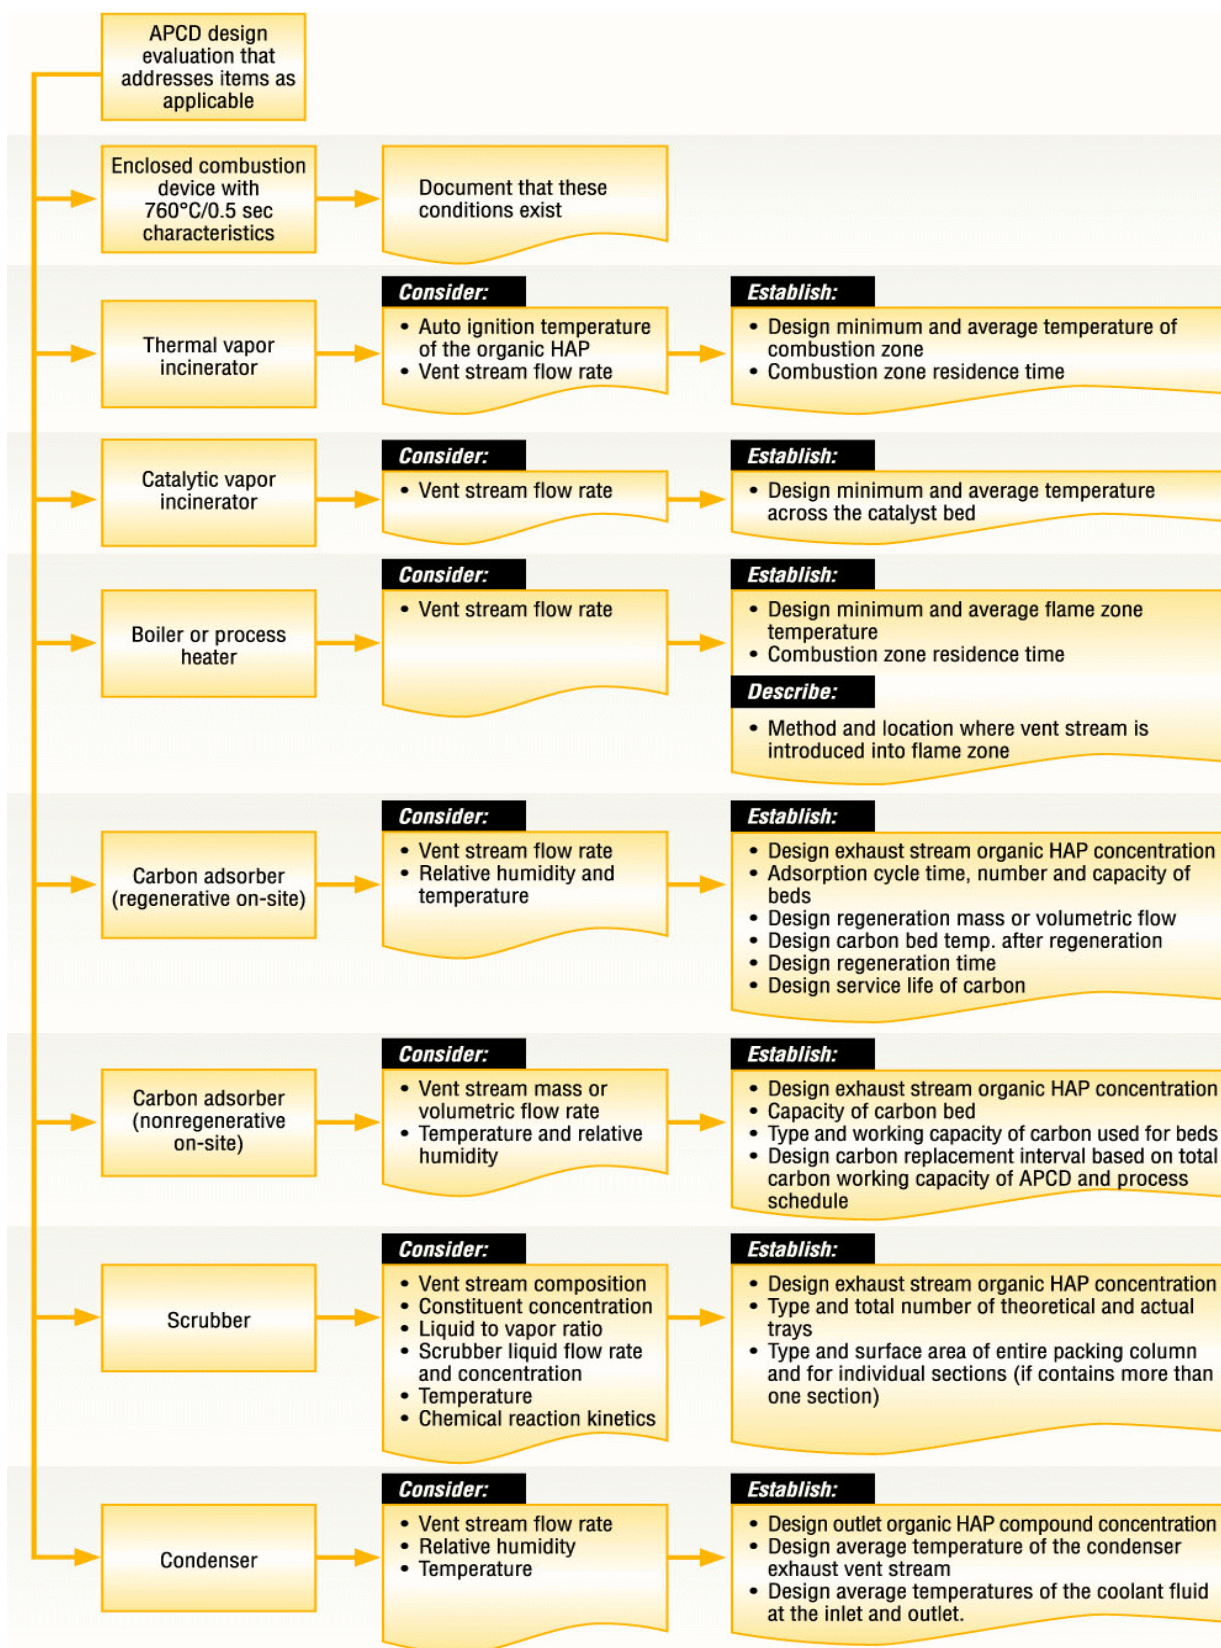 APCD design
evaluation that
addresses items as
applicable
Enclosed combustion
device with
760°C/0.5 sec
characteristics
Document that these
conditions exist
Thermal vapor
incinerator
Consider:
• Auto ignition temperature
of the organic HAP
• Vent stream flow rate
Establish:
• Design minimum and average temperature of
combustion zone
• Combustion zone residence time
Catalytic vapor
incinerator
Consider:
• Vent stream flow rate
Establish:
• Design minimum and average temperature
across the catalyst bed
Boiler or process
heater
Consider:
• Vent stream flow rate
Establish:
• Design minimum and average flame zone
temperature
• Combustion zone residence time
Describe:
• Method and location where vent stream is
introduced into flame zone
Carbon adsorber
(regenerative on-site)
Consider:
• Vent stream flow rate
• Relative humidity and
temperature
Establish:
• Design exhaust stream organic HAP concentration
• Adsorption cycle time, number and capacity of
beds
• Design regeneration mass or volumetric flow
• Design carbon bed temp. after regeneration
• Design regeneration time
• Design service life of carbon
Carbon adsorber
(nonregenerative
on-site)
Consider:
• Vent stream mass or
volumetric flow rate
• Temperature and relative
humidity
Establish:
• Design exhaust stream organic HAP concentration
• Capacity of carbon bed
• Type and working capacity of carbon used for beds
• Design carbon replacement interval based on total
carbon working capacity of APCD and process
schedule
Scrubber
Consider:
• Vent stream composition
• Constituent concentration
• Liquid to vapor ratio
• Scrubber liquid flow rate
and concentration
• Temperature
• Chemical reaction kinetics
Establish:
• Design exhaust stream organic HAP concentration
• Type and total number of theoretical and actual
trays
• Type and surface area of entire packing column
and for individual sections (if contains more than
one section)
Condenser
Consider:
• Vent stream flow rate
• Relative humidity
• Temperature
Establish:
• Design outlet organic HAP compound concentration
• Design average temperature of the condenser
exhaust vent stream
• Design average temperatures of the coolant fluid
at the inlet and outlet.